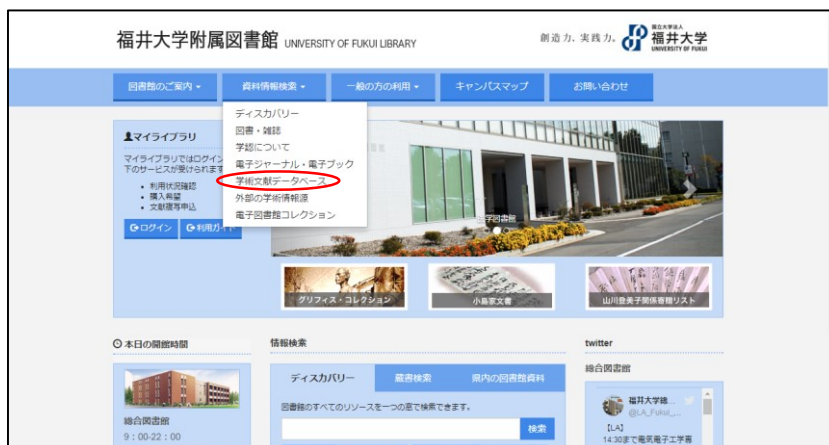 福井大学附属図書館 UNIVERSITY OF FUKUI LIBRARY
創造力、実践力。
国立大学法人
福井大学
UNIVERSITY OF FUKUI
図書館のご案内
資料情報検索
一般の方の利用
キャンパスマップ
お問い合わせ
ディスカバリー
図書・雑誌
学認について
電子ジャーナル・電子ブック
学術文献データベース
外部の学術情報源
電子図書館コレクション
マイライブラリ
マイライブラリではログイン
下のサービスが受けられます
利用状況確認
購入希望
文献複写申込
ログイン
利用ガイド
医学図書館
グリフィス・コレクション
小島家文書
山川登美子関係寄贈リスト
本日の開館時間
総合図書館
9：00-22：00
情報検索
ディスカバリー
蔵書検索
県内の図書館資料
図書館のすべてのリソースを一つの窓で検索できます。
検索
twitter
総合図書館
福井大学総...
@LA_Fukui_...
【LA】
14:30まで電気電子工学専